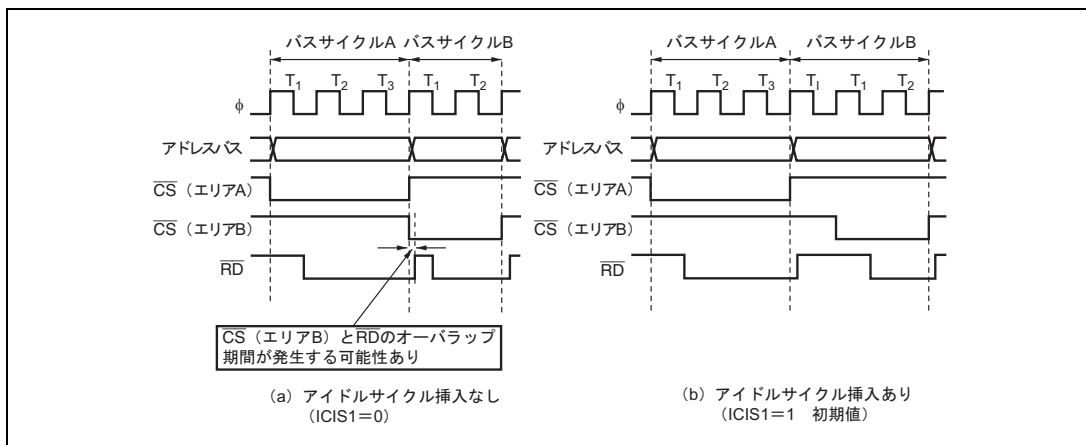 バスサイクルA
バスサイクルB
T1 T2 T3 T1 T2
φ
アドレスバス
CS（エリアA）
CS（エリアB）
RD
CS（エリアB）とRDのオーバラップ
期間が発生する可能性あり
(a) アイドルサイクル挿入なし
(ICIS1＝0)
バスサイクルA
バスサイクルB
T1 T2 T3 TI T1 T2
φ
アドレスバス
CS（エリアA）
CS（エリアB）
RD
(b) アイドルサイクル挿入あり
(ICIS1＝1 初期値)